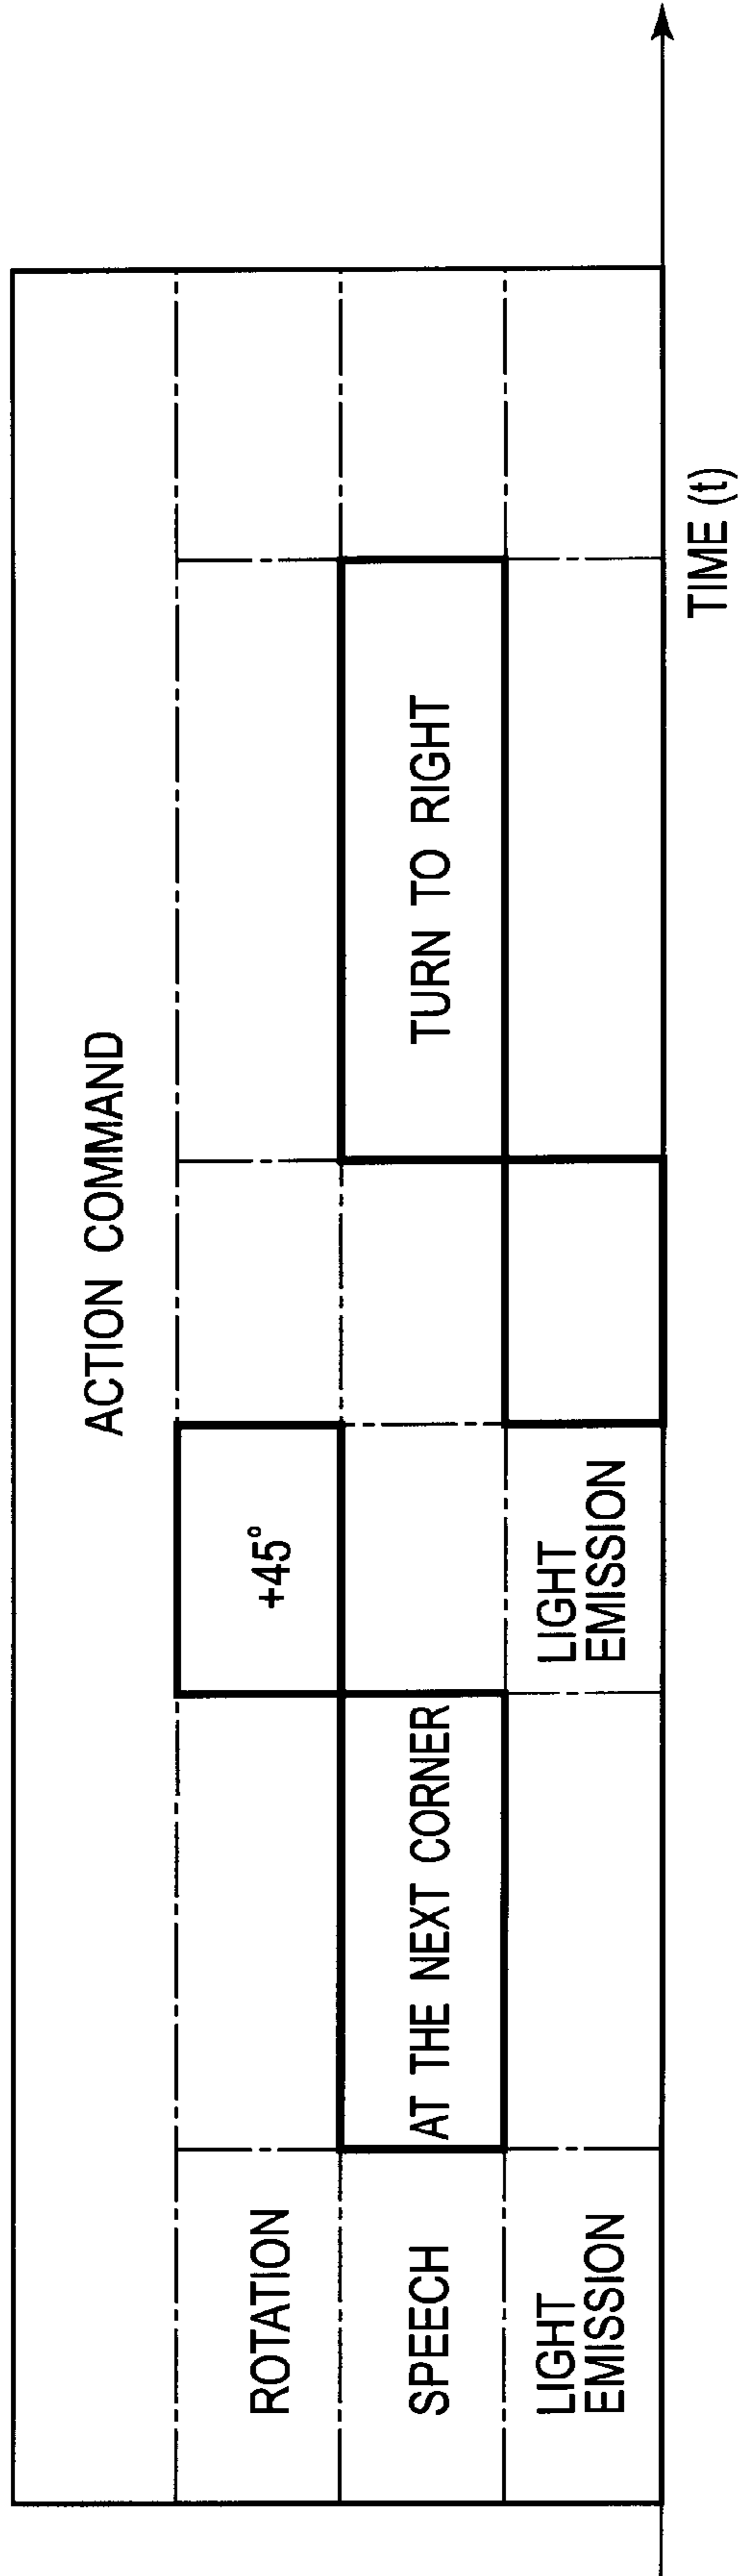 ACTION COMMAND
ROTATION
+45°
SPEECH
AT THE NEXT CORNER
TURN TO RIGHT
LIGHT
EMISSION
LIGHT
EMISSION
TIME (t)